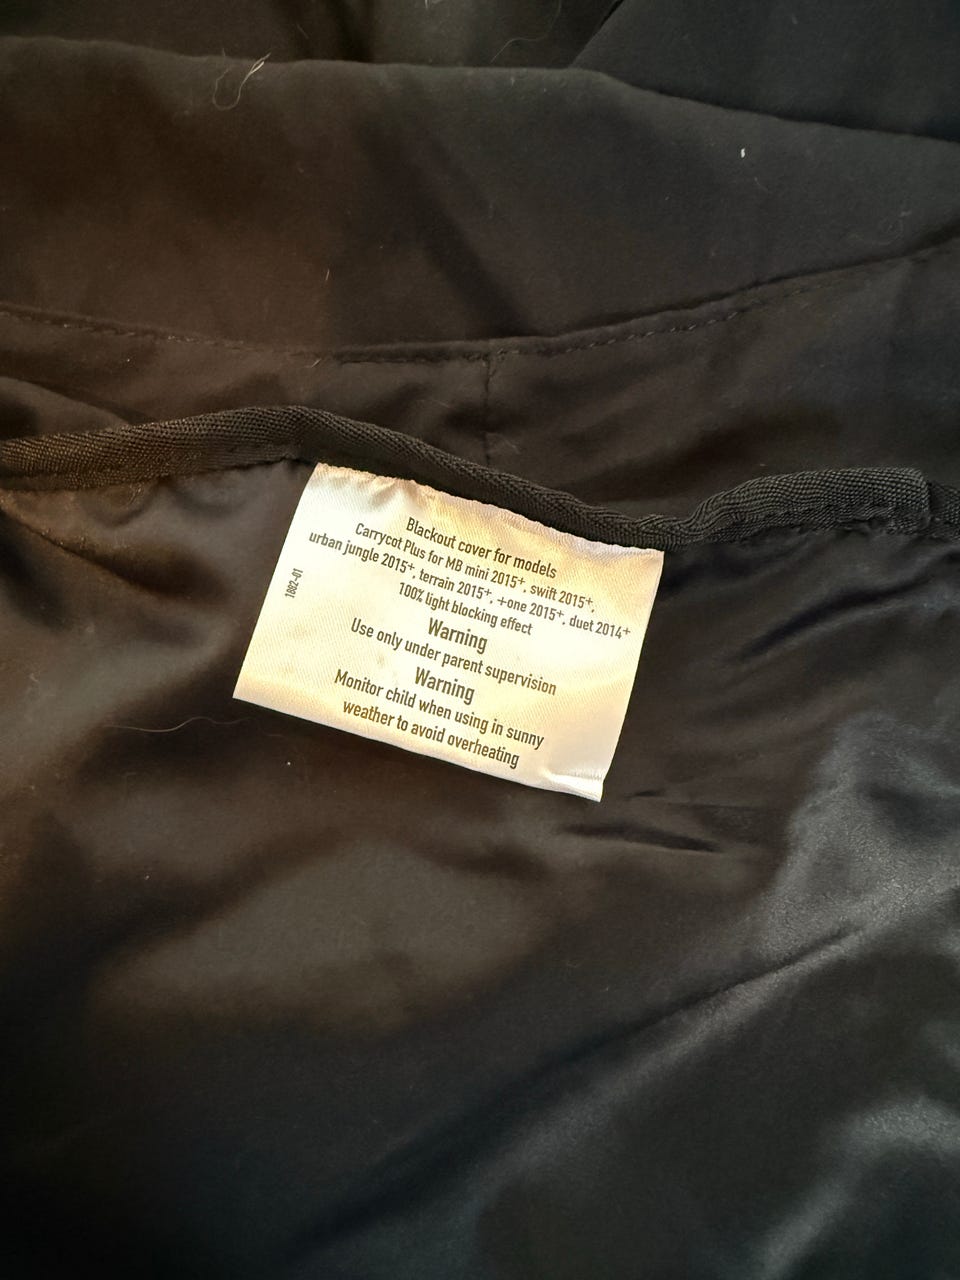 Blackout cover for models
Carrycot Plus for MB mini 2015+, swift 2015+,
urban jungle 2015+, terrain 2015+, +one 2015+, duet 2014+
100% light blocking effect
Warning
Use only under parent supervision
Warning
Monitor child when using in sunny
weather to avoid overheating
1882-01